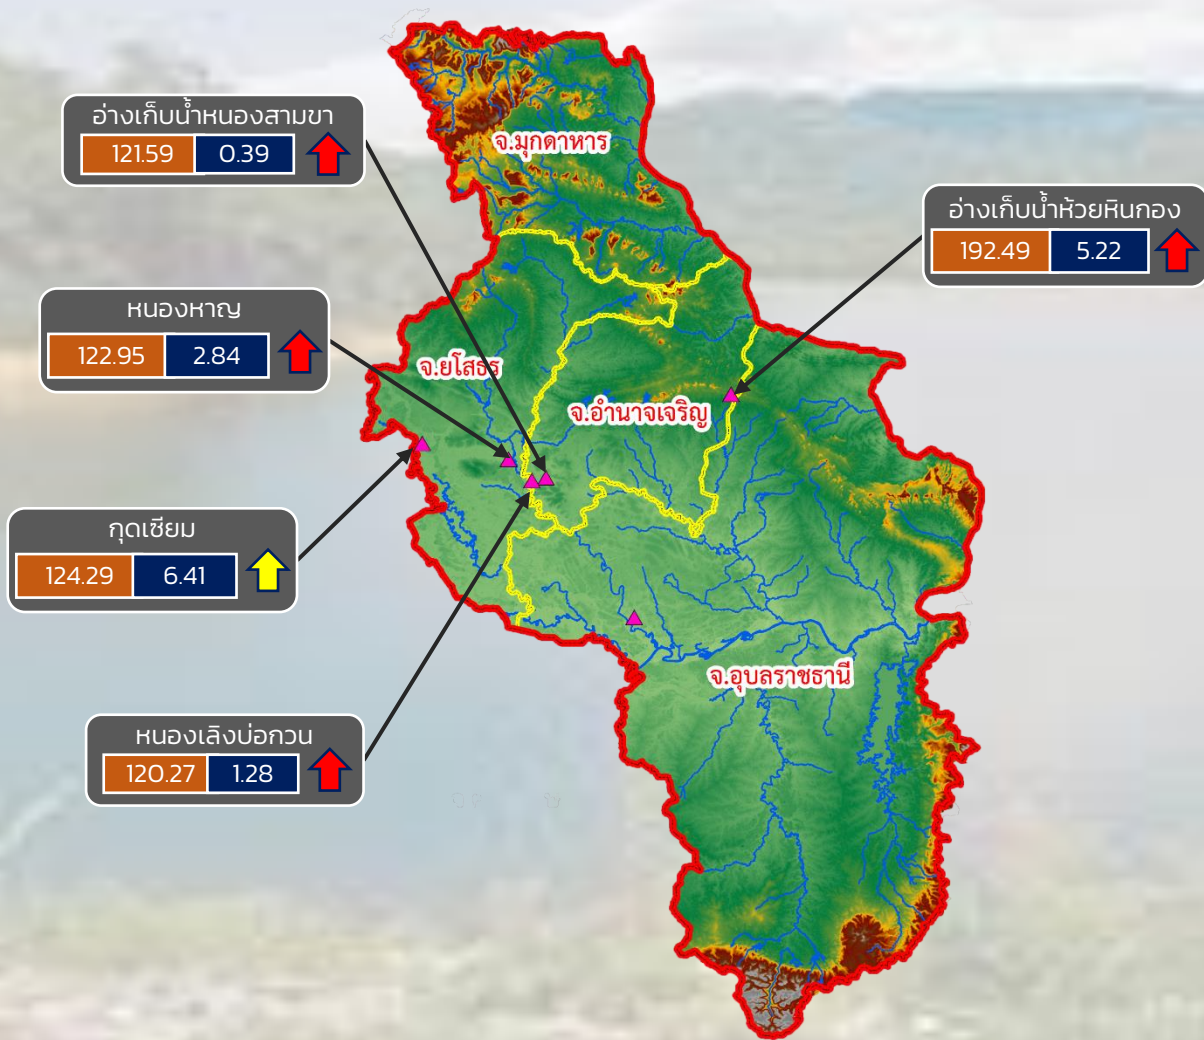 อ่างเก็บน้ำหนองสามขา
121.59 0.39
จ.มุกดาหาร
อ่างเก็บน้ำห้วยหินกอง
192.49 5.22
หนองหาญ
122.95 2.84
จ.ยโสธร
จ.อำนาจเจริญ
กุดเซียม
124.29 6.41
จ.อุบลราชธานี
หนองเลิงบ่อกวน
120.27 1.28